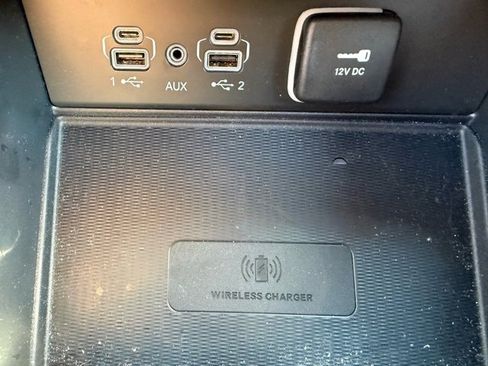 1 AUX 2
12V DC
WIRELESS CHARGER